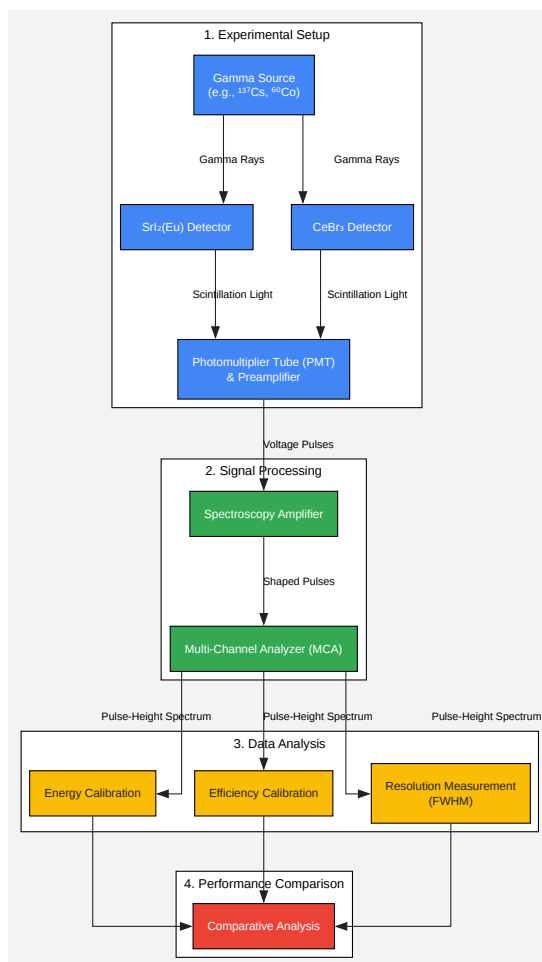 1. Experimental Setup
Gamma Source
(e.g., ¹³⁷Cs, ⁶⁰Co)
Gamma Rays
Gamma Rays
SrI₂(Eu) Detector
CeBr₃ Detector
Scintillation Light
Scintillation Light
Photomultiplier Tube (PMT)
& Preamplifier
Voltage Pulses
2. Signal Processing
Spectroscopy Amplifier
Shaped Pulses
Multi-Channel Analyzer (MCA)
Pulse-Height Spectrum
Pulse-Height Spectrum
Pulse-Height Spectrum
3. Data Analysis
Energy Calibration
Efficiency Calibration
Resolution Measurement
(FWHM)
4. Performance Comparison
Comparative Analysis